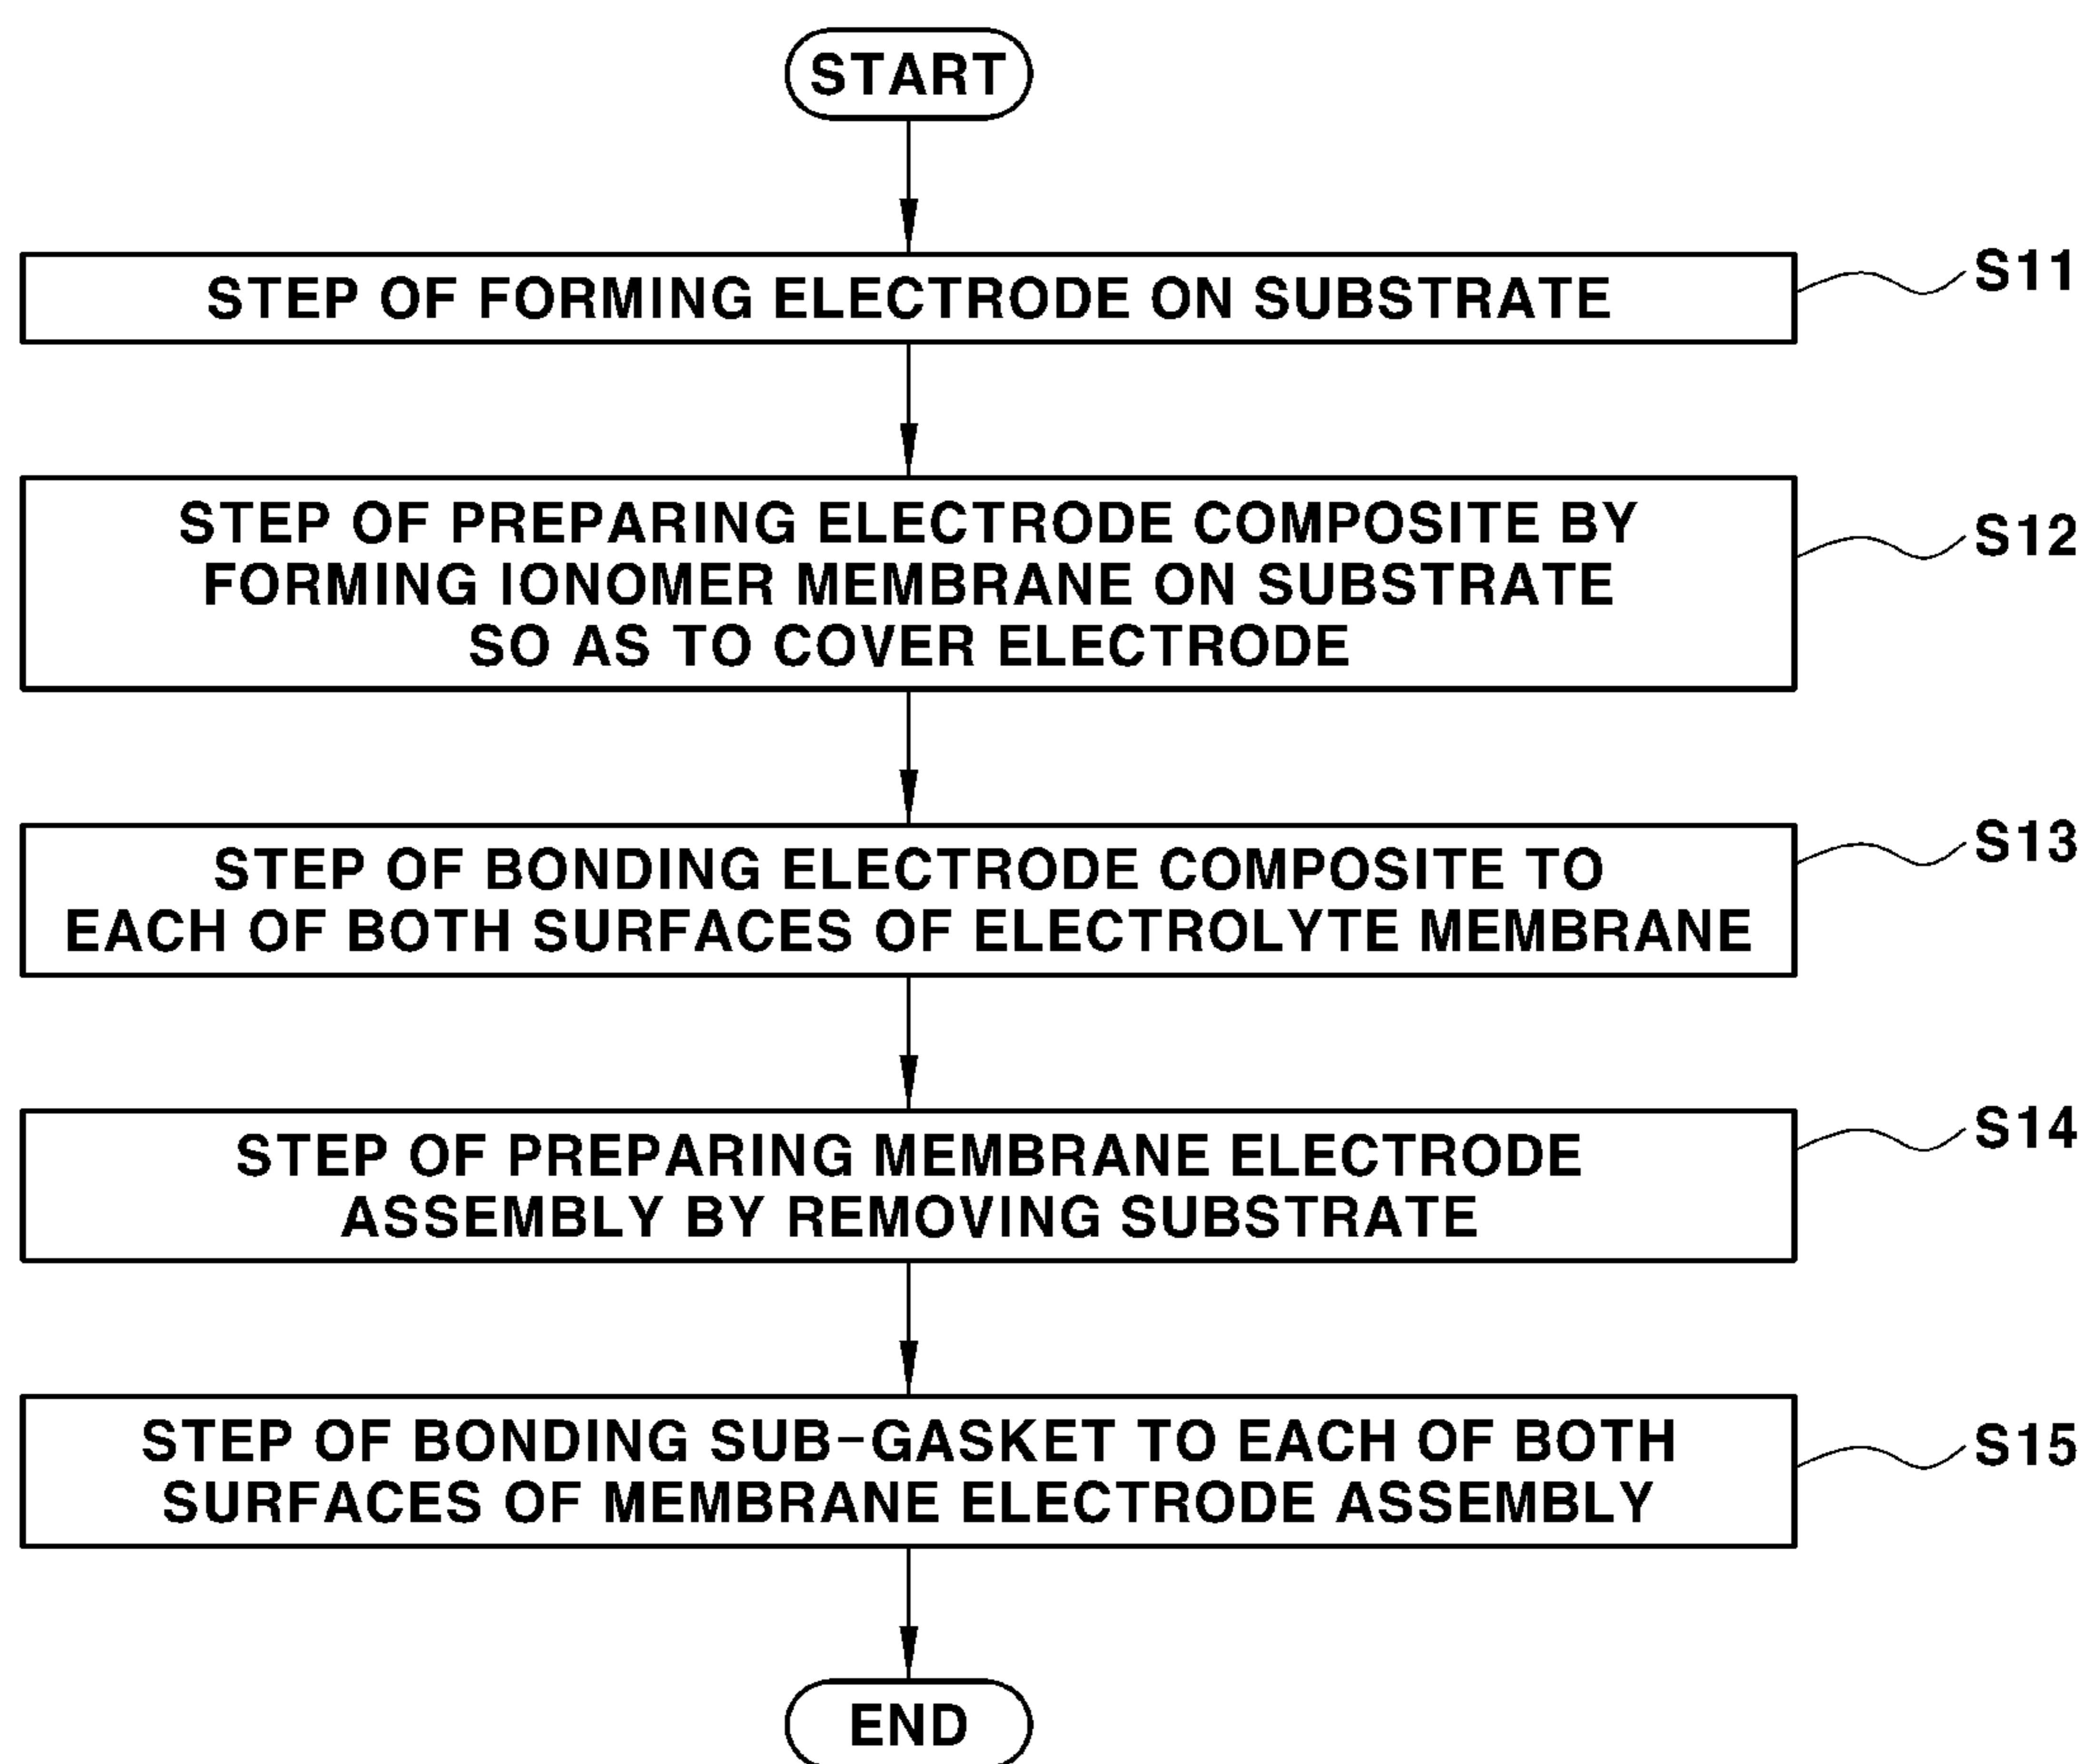 START
STEP OF FORMING ELECTRODE ON SUBSTRATE
S11
STEP OF PREPARING ELECTRODE COMPOSITE BY
FORMING IONOMER MEMBRANE ON SUBSTRATE
SO AS TO COVER ELECTRODE
S12
STEP OF BONDING ELECTRODE COMPOSITE TO
EACH OF BOTH SURFACES OF ELECTROLYTE MEMBRANE
S13
STEP OF PREPARING MEMBRANE ELECTRODE
ASSEMBLY BY REMOVING SUBSTRATE
S14
STEP OF BONDING SUB-GASKET TO EACH OF BOTH
SURFACES OF MEMBRANE ELECTRODE ASSEMBLY
S15
END